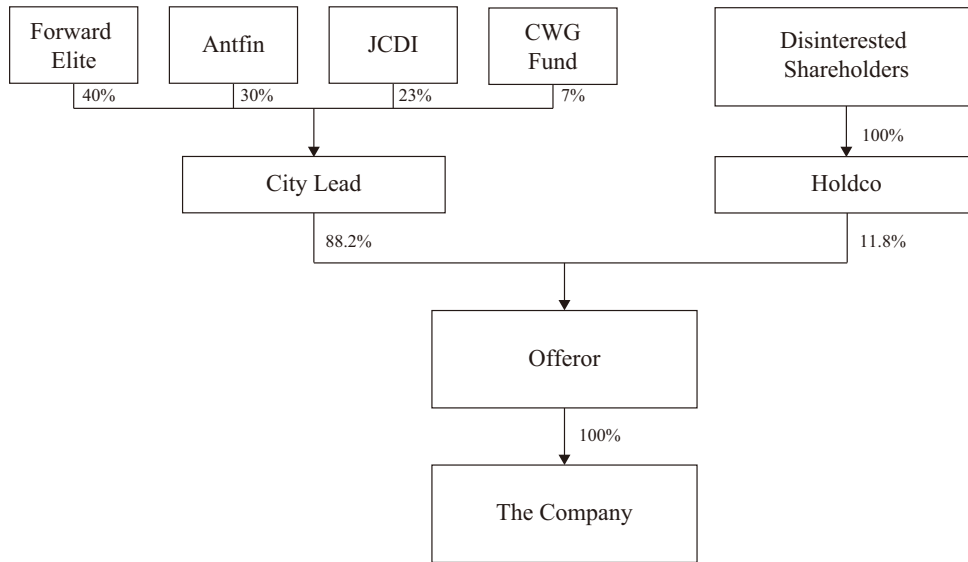 Forward
Elite
Antfin
JCDI
CWG
Fund
Disinterested
Shareholders
40%
30%
23%
7%
100%
City Lead
Holdco
88.2%
11.8%
Offeror
100%
The Company